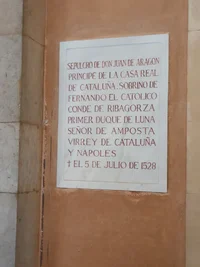 SEPULCRO DE DON JUAN DE ARAGON
PRINCIPE DE LA CASA REAL
DE CATALUÑA. SOBRINO DE
FERNANDO EL CATOLICO
CONDE DE RIBAGORZA
PRIMER DUQUE DE LUNA
SEÑOR DE AMPOSTA
VIRREY DE CATALUÑA
Y NAPOLES
† EL 5 DE JULIO DE 1528